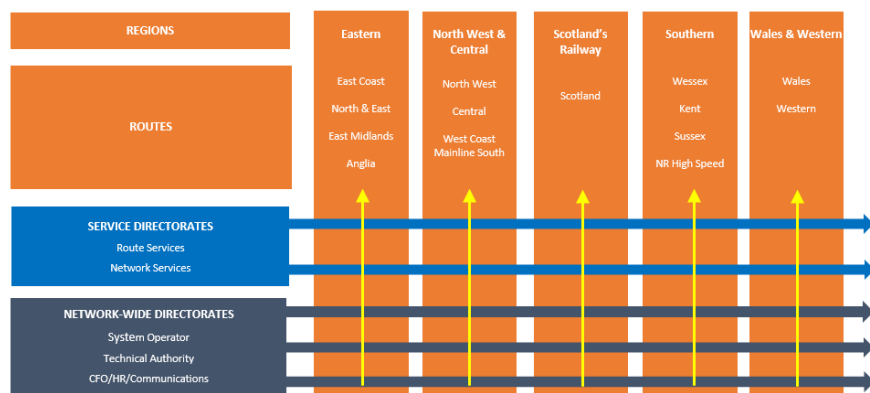 REGIONS
Eastern
North West &
Central
Scotland's
Railway
Southern
Wales & Western
ROUTES
East Coast
North & East
East Midlands
Anglia
North West
Central
West Coast
Mainline South
Scotland
Wessex
Kent
Sussex
NR High Speed
Wales
Western
SERVICE DIRECTORATES
Route Services
Network Services
NETWORK-WIDE DIRECTORATES
System Operator
Technical Authority
CFO/HR/Communications